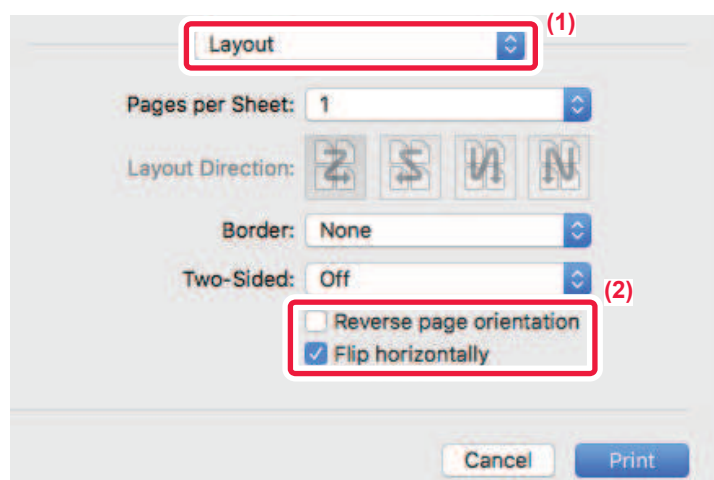 (1)
Layout
Pages per Sheet: 1
Layout Direction:
Border: None
Two-Sided: Off
(2)
Reverse page orientation
Flip horizontally
Cancel Print